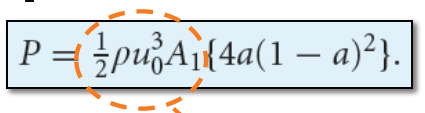 P = ½ρu₀³A₁{4a(1 − a)²}.